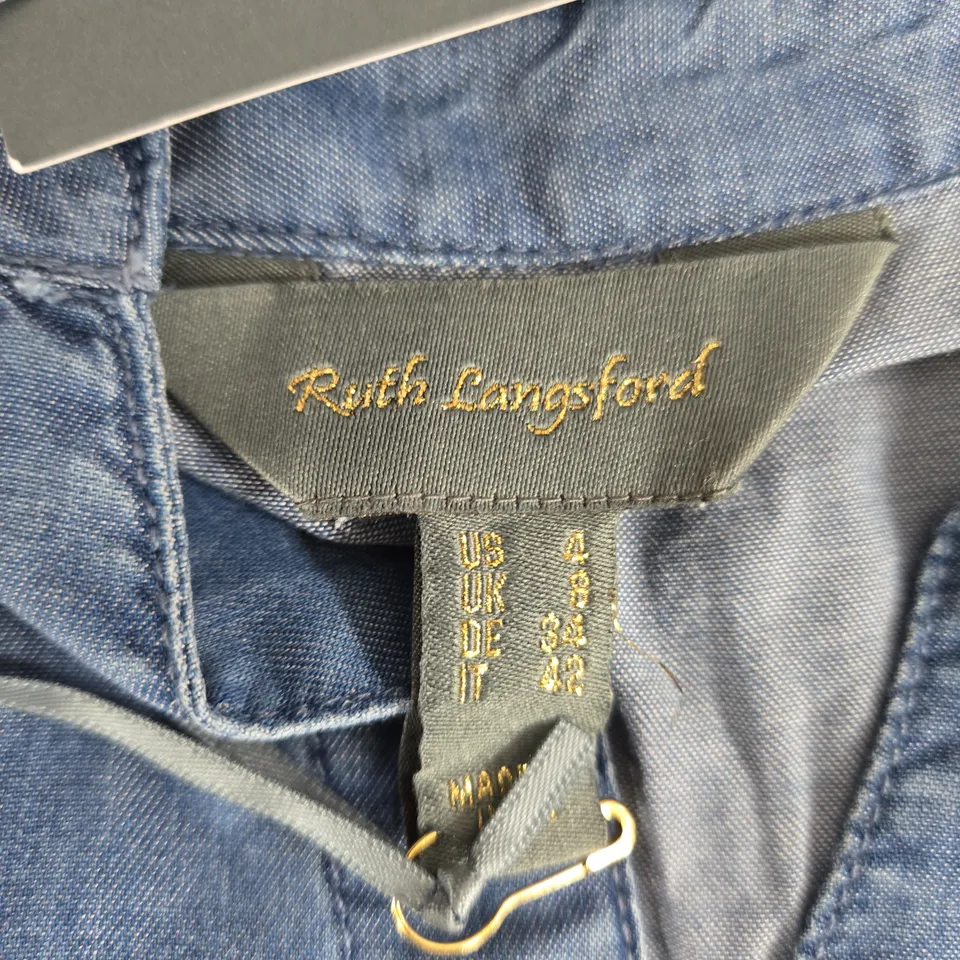 Ruth Langsford
US 4
UK 8
DE 34
IT 42